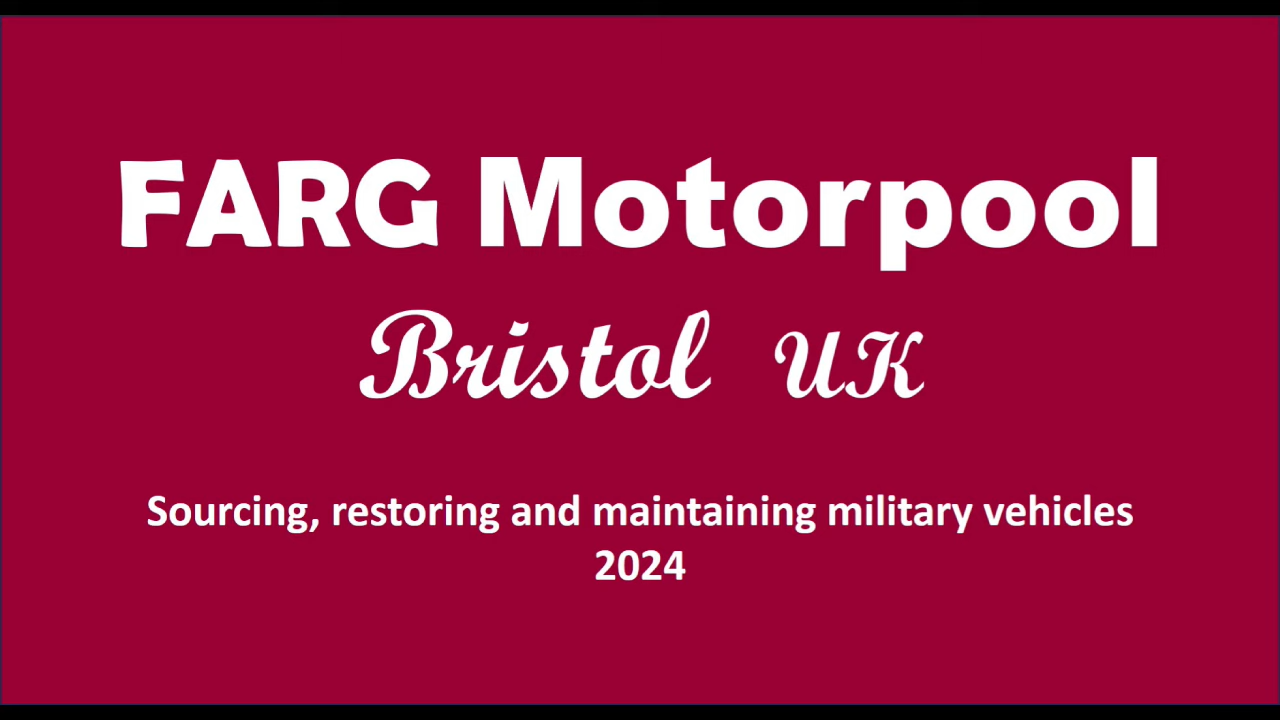 FARG Motorpool
Bristol UK
Sourcing, restoring and maintaining military vehicles
2024